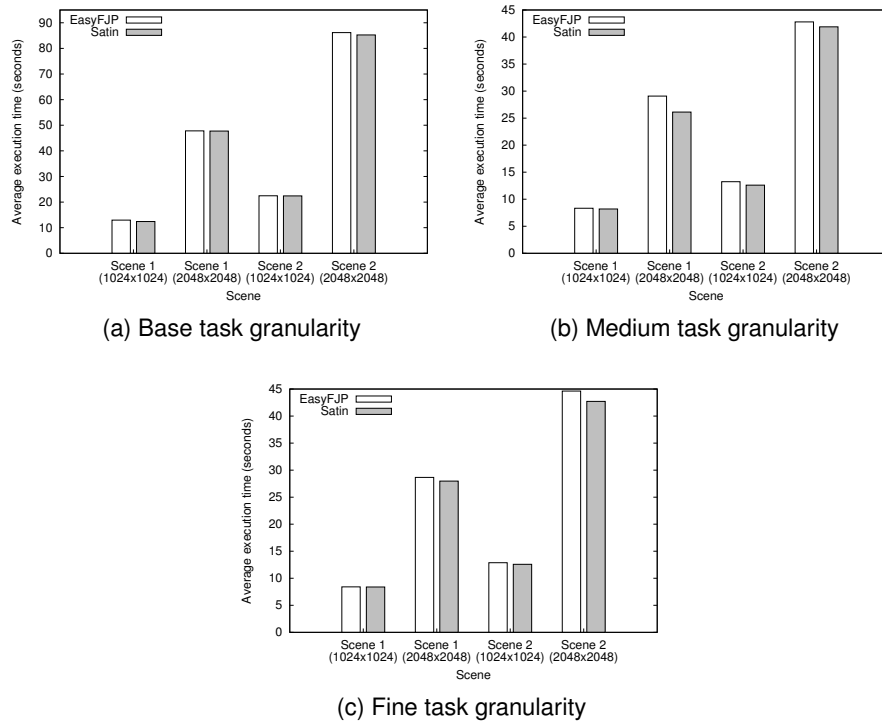 EasyFJP
Satin
Average execution time (seconds)
90
80
70
60
50
40
30
20
10
0
Scene 1 Scene 1 Scene 2 Scene 2
(1024x1024) (2048x2048) (1024x1024) (2048x2048)
Scene
(a) Base task granularity
EasyFJP
Satin
Average execution time (seconds)
45
40
35
30
25
20
15
10
5
0
Scene 1 Scene 1 Scene 2 Scene 2
(1024x1024) (2048x2048) (1024x1024) (2048x2048)
Scene
(b) Medium task granularity
EasyFJP
Satin
Average execution time (seconds)
45
40
35
30
25
20
15
10
5
0
Scene 1 Scene 1 Scene 2 Scene 2
(1024x1024) (2048x2048) (1024x1024) (2048x2048)
Scene
(c) Fine task granularity